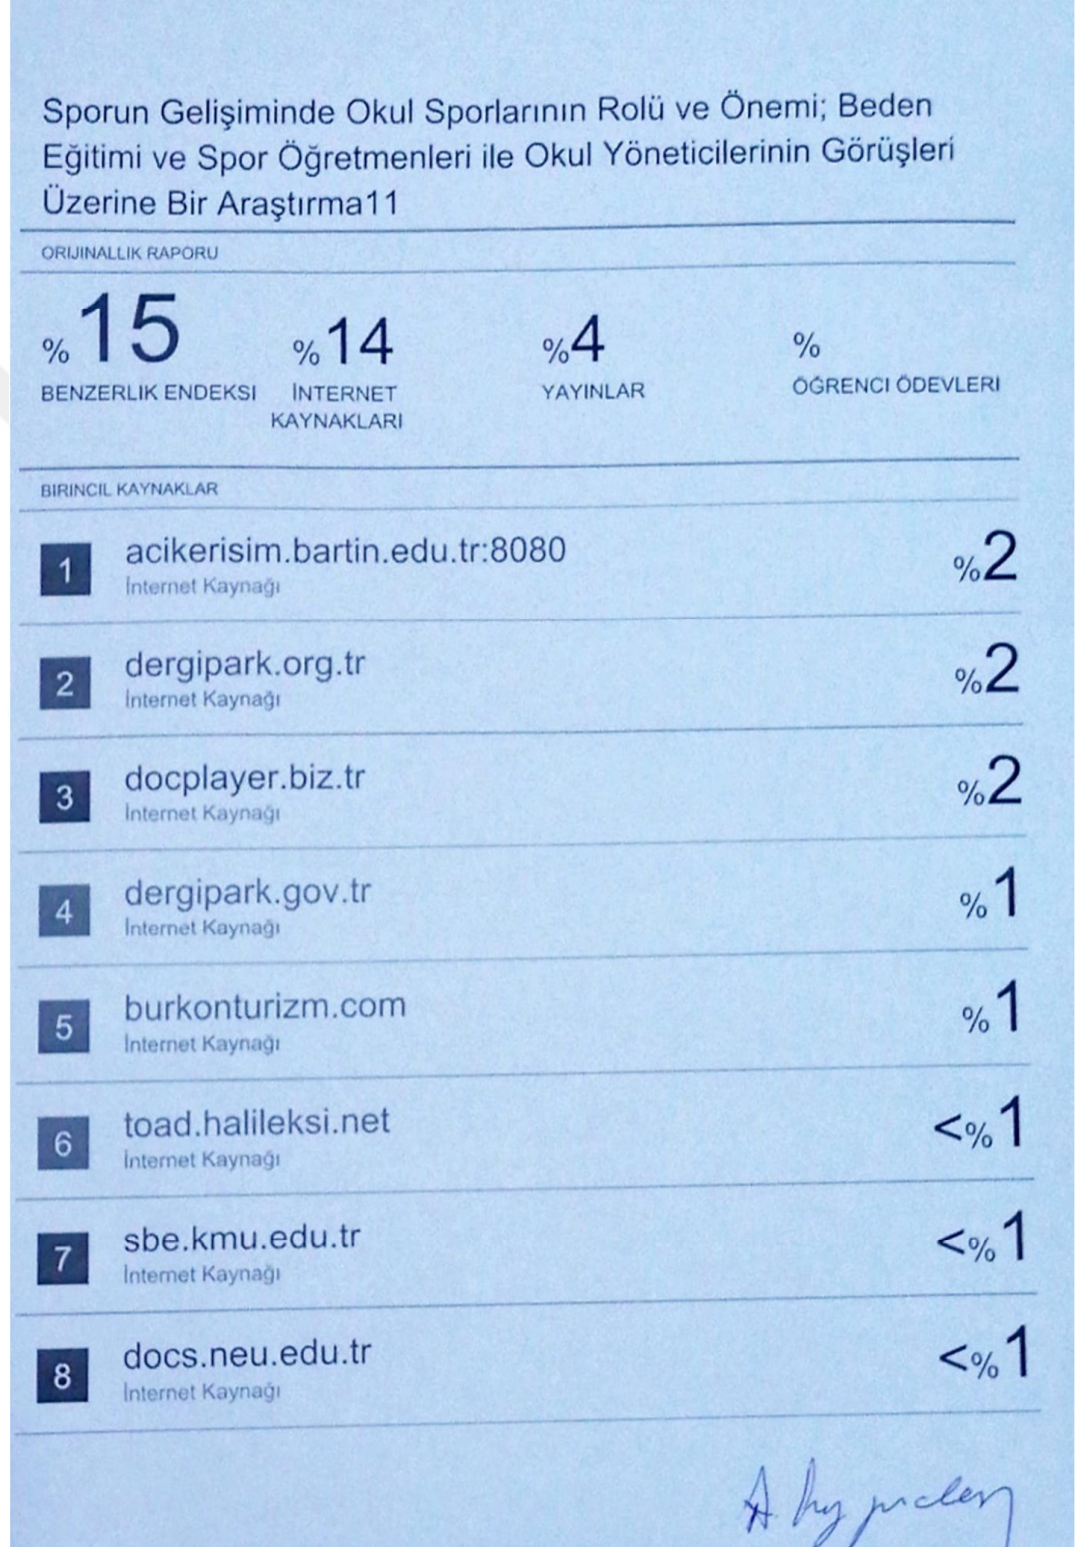 Sporun Gelişiminde Okul Sporlarının Rolü ve Önemi; Beden
Eğitimi ve Spor Öğretmenleri ile Okul Yöneticilerinin Görüşleri
Üzerine Bir Araştırma11
ORIJINALLIK RAPORU
%15 %14 %4 %
BENZERLIK ENDEKSI İNTERNET YAYINLAR ÖĞRENCI ÖDEVLERI
KAYNAKLARI
BIRINCIL KAYNAKLAR
1 acikerisim.bartin.edu.tr:8080 %2
İnternet Kaynağı
2 dergipark.org.tr %2
İnternet Kaynağı
3 docplayer.biz.tr %2
İnternet Kaynağı
4 dergipark.gov.tr %1
İnternet Kaynağı
5 burkonturizm.com %1
İnternet Kaynağı
6 toad.halileksi.net <%1
İnternet Kaynağı
7 sbe.kmu.edu.tr <%1
İnternet Kaynağı
8 docs.neu.edu.tr <%1
İnternet Kaynağı